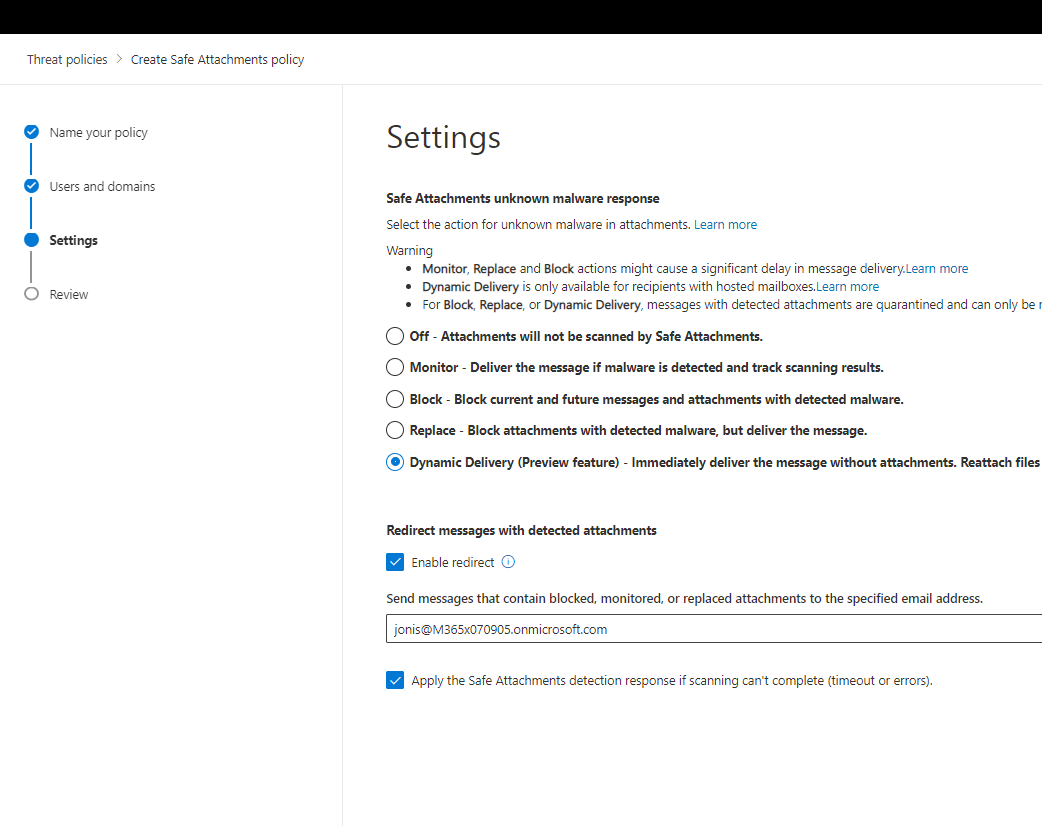 Threat policies > Create Safe Attachments policy
Name your policy
Users and domains
Settings
Review
Settings
Safe Attachments unknown malware response
Select the action for unknown malware in attachments. Learn more
Warning
• Monitor, Replace and Block actions might cause a significant delay in message delivery.Learn more
• Dynamic Delivery is only available for recipients with hosted mailboxes.Learn more
• For Block, Replace, or Dynamic Delivery, messages with detected attachments are quarantined and can only be
Off - Attachments will not be scanned by Safe Attachments.
Monitor - Deliver the message if malware is detected and track scanning results.
Block - Block current and future messages and attachments with detected malware.
Replace - Block attachments with detected malware, but deliver the message.
Dynamic Delivery (Preview feature) - Immediately deliver the message without attachments. Reattach files
Redirect messages with detected attachments
Enable redirect
Send messages that contain blocked, monitored, or replaced attachments to the specified email address.
jonis@M365x070905.onmicrosoft.com
Apply the Safe Attachments detection response if scanning can't complete (timeout or errors).